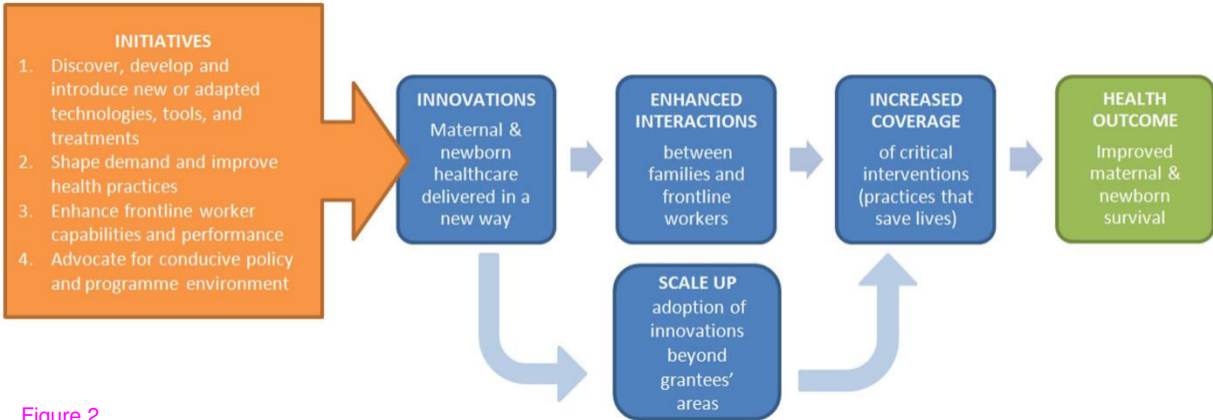 INITIATIVES
1. Discover, develop and
introduce new or adapted
technologies, tools, and
treatments
2. Shape demand and improve
health practices
3. Enhance frontline worker
capabilities and performance
4. Advocate for conducive policy
and programme environment
INNOVATIONS
Maternal &
newborn
healthcare
delivered in a
new way
ENHANCED
INTERACTIONS
between
families and
frontline
workers
INCREASED
COVERAGE
of critical
interventions
(practices that
save lives)
HEALTH
OUTCOME
Improved
maternal &
newborn
survival
SCALE UP
adoption of
innovations
beyond
grantees'
areas
Figure 2